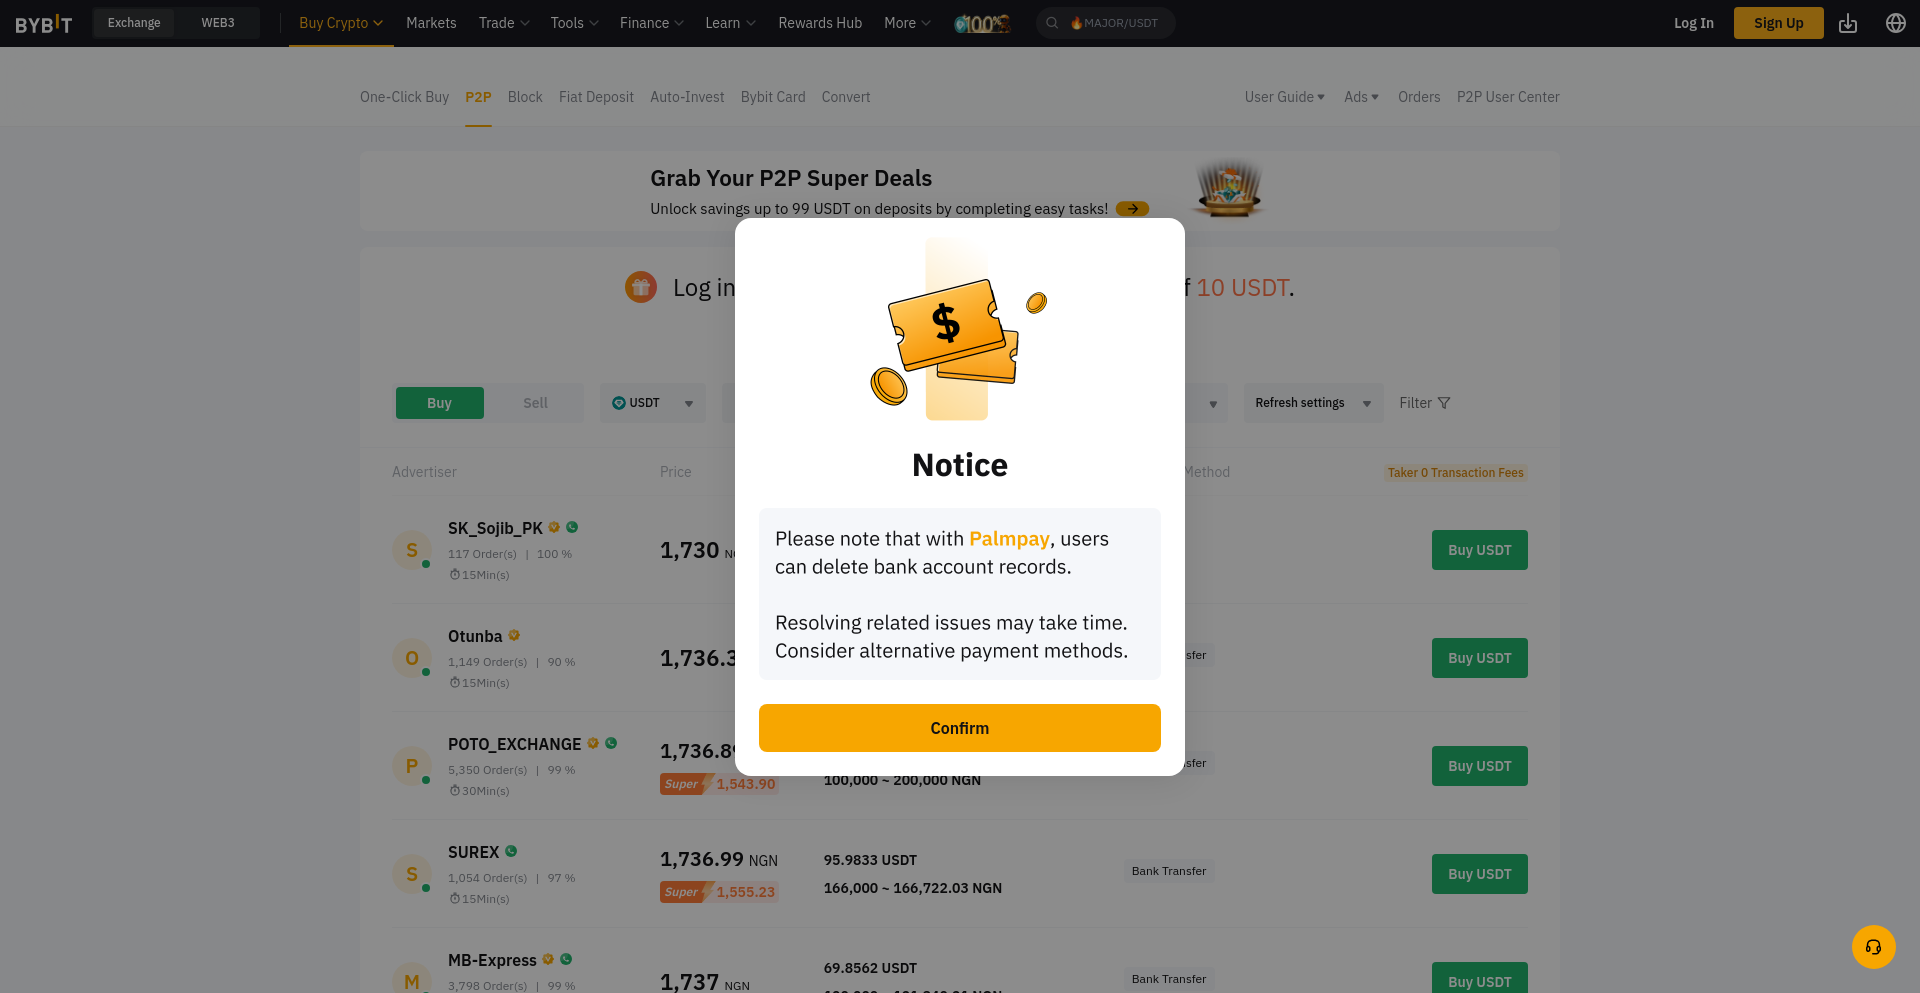 BYBIT Exchange WEB3 Buy Crypto Markets Trade Tools Finance Learn Rewards Hub More 100% MAJOR/USDT Log In Sign Up
One-Click Buy P2P Block Fiat Deposit Auto-Invest Bybit Card Convert User Guide Ads Orders P2P User Center
Grab Your P2P Super Deals
Unlock savings up to 99 USDT on deposits by completing easy tasks!
Log in
10 USDT.
Buy Sell USDT Refresh settings Filter
Advertiser Price Method Taker 0 Transaction Fees
S SK_Sojib_PK
117 Order(s) | 100 %
15Min(s)
1,730
Buy USDT
O Otunba
1,149 Order(s) | 90 %
15Min(s)
1,736.3
Buy USDT
P POTO_EXCHANGE
5,350 Order(s) | 99 %
30Min(s)
1,736.89
Super 1,543.90
100,000 ~ 200,000 NGN
Buy USDT
S SUREX
1,054 Order(s) | 97 %
15Min(s)
1,736.99 NGN
Super 1,555.23
95.9833 USDT
166,000 ~ 166,722.03 NGN
Bank Transfer
Buy USDT
M MB-Express
3,798 Order(s) | 99 %
1,737 NGN
69.8562 USDT
Bank Transfer
Buy USDT
$
Notice
Please note that with Palmpay, users
can delete bank account records.
Resolving related issues may take time.
Consider alternative payment methods.
Confirm